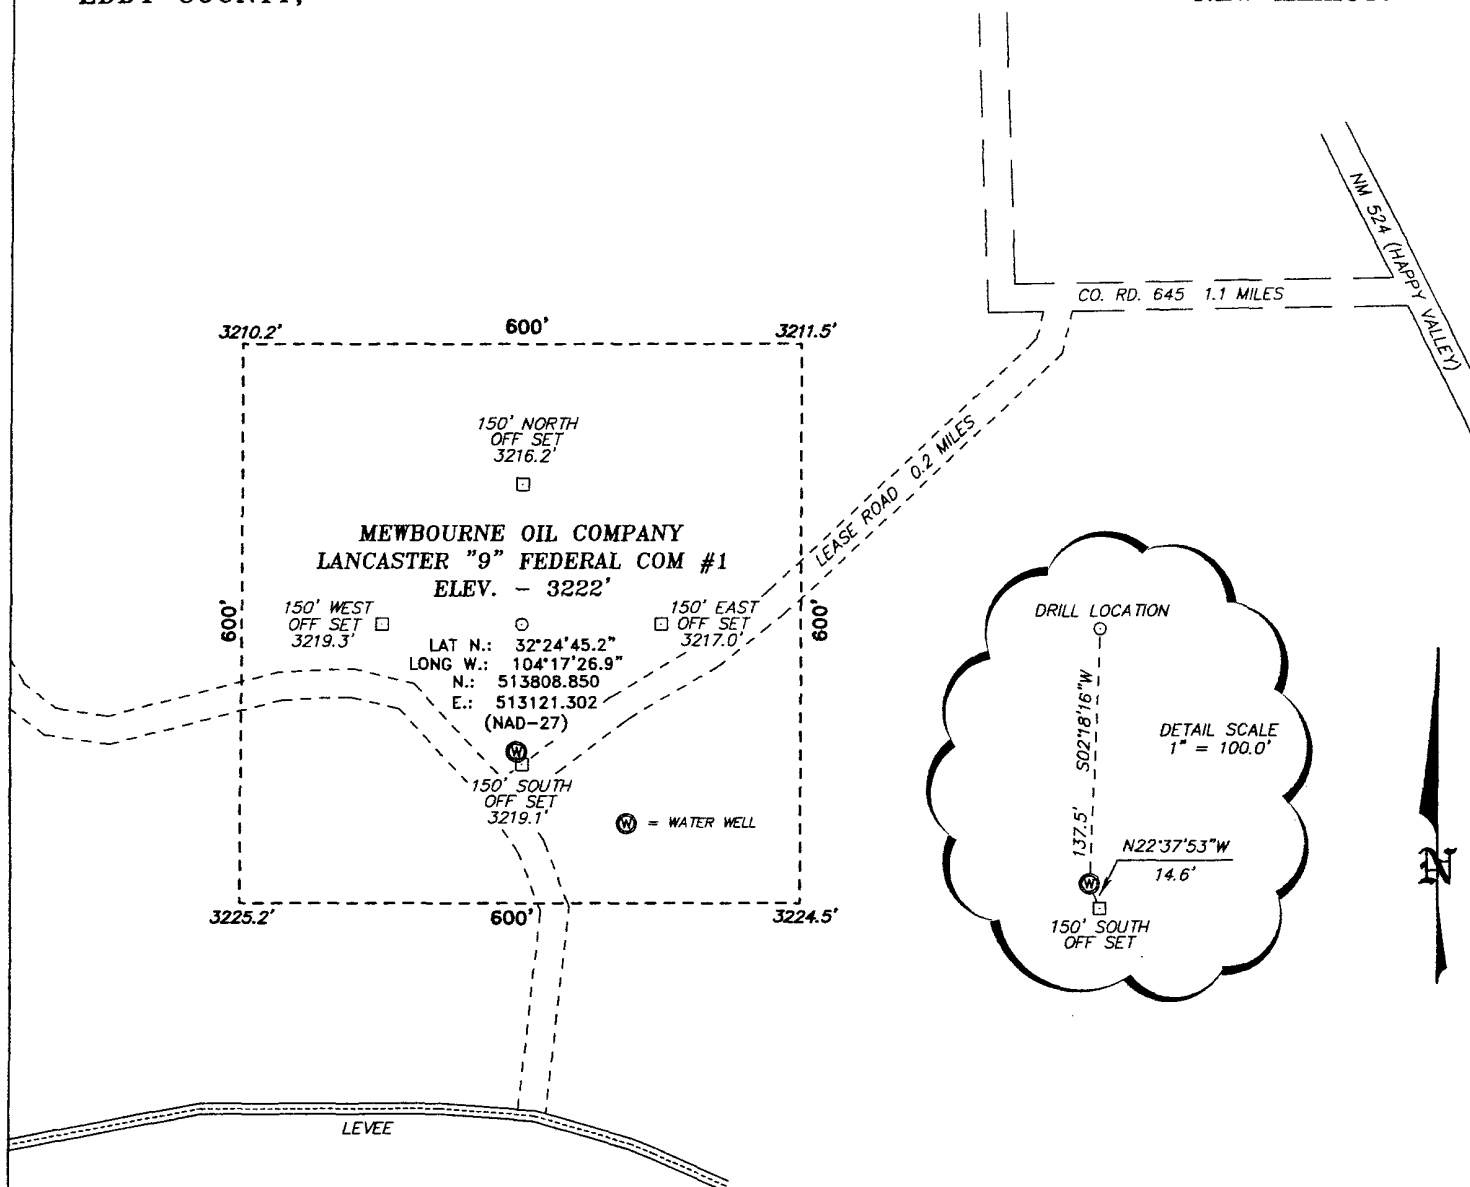 EDDY COUNTY,
NEW MEXICO.
NM 524 (HAPPY VALLEY)
CO. RD. 645 1.1 MILES
3210.2'
600'
3211.5'
LEASE ROAD 0.2 MILES
150' NORTH
OFF SET
3216.2'
MEWBOURNE OIL COMPANY
LANCASTER "9" FEDERAL COM #1
ELEV. - 3222'
600'
150' WEST
OFF SET
3219.3'
150' EAST
OFF SET
3217.0'
600'
LAT N.: 32°24'45.2"
LONG W.: 104°17'26.9"
N.: 513808.850
E.: 513121.302
(NAD-27)
W
150' SOUTH
OFF SET
3219.1'
W = WATER WELL
3225.2'
600'
3224.5'
DRILL LOCATION
S02°18'16"W
137.5'
DETAIL SCALE
1" = 100.0'
N22°37'53"W
14.6'
W
150' SOUTH
OFF SET
N
LEVEE